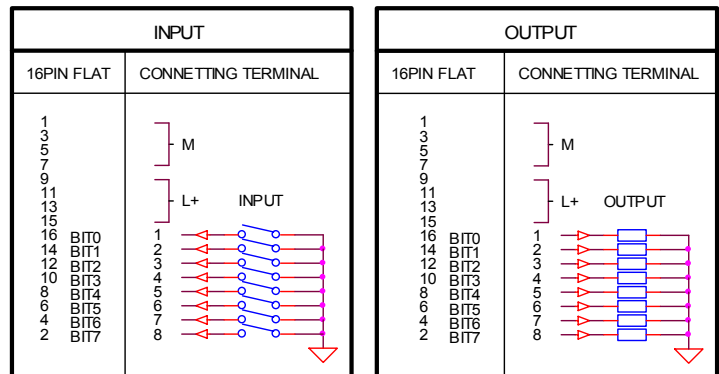 INPUT
16PIN FLAT CONNETTING TERMINAL
1
3
5 M
7
9
11
13 L+ INPUT
15
16 BIT0 1
14 BIT1 2
12 BIT2 3
10 BIT3 4
8 BIT4 5
6 BIT5 6
4 BIT6 7
2 BIT7 8
OUTPUT
16PIN FLAT CONNETTING TERMINAL
1
3
5 M
7
9
11
13 L+ OUTPUT
15
16 BIT0 1
14 BIT1 2
12 BIT2 3
10 BIT3 4
8 BIT4 5
6 BIT5 6
4 BIT6 7
2 BIT7 8